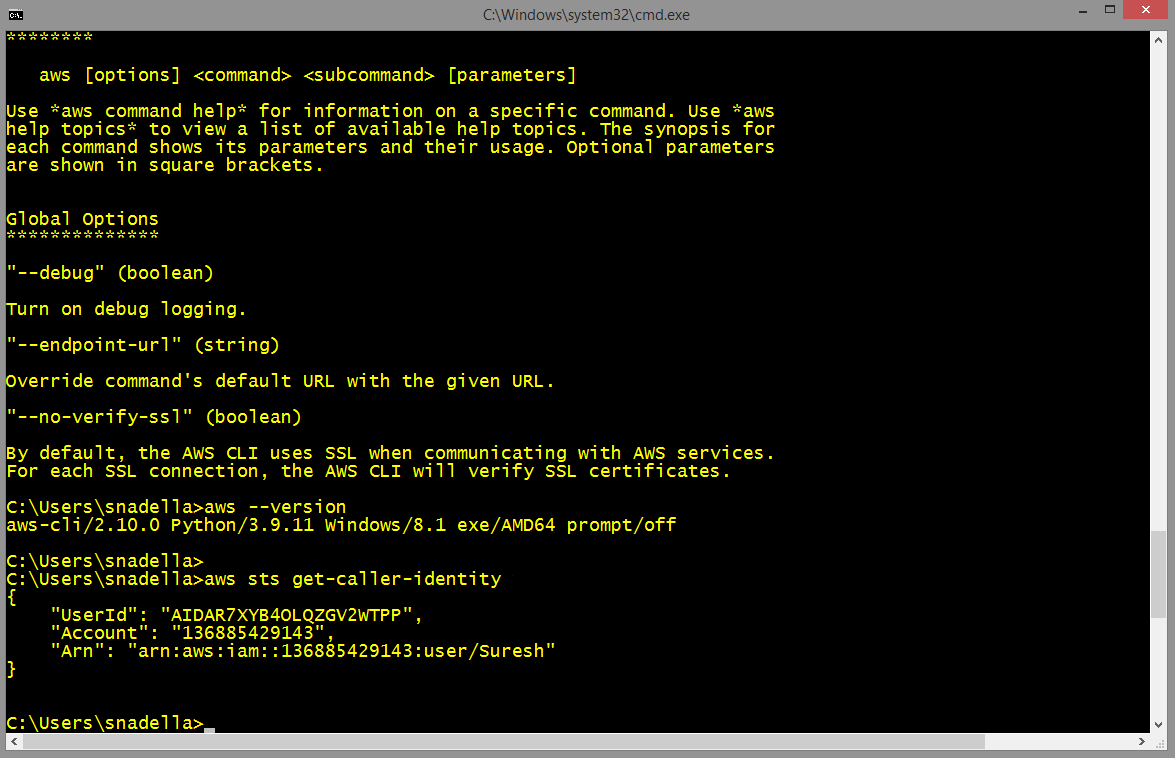 C:\Windows\system32\cmd.exe
********
aws [options] <command> <subcommand> [parameters]
Use *aws command help* for information on a specific command. Use *aws
help topics* to view a list of available help topics. The synopsis for
each command shows its parameters and their usage. Optional parameters
are shown in square brackets.
Global Options
**************
"--debug" (boolean)
Turn on debug logging.
"--endpoint-url" (string)
Override command's default URL with the given URL.
"--no-verify-ssl" (boolean)
By default, the AWS CLI uses SSL when communicating with AWS services.
For each SSL connection, the AWS CLI will verify SSL certificates.
C:\Users\snadella>aws --version
aws-cli/2.10.0 Python/3.9.11 Windows/8.1 exe/AMD64 prompt/off
C:\Users\snadella>
C:\Users\snadella>aws sts get-caller-identity
{
    "UserId": "AIDAR7XYB4OLQZGV2WTPP",
    "Account": "136885429143",
    "Arn": "arn:aws:iam::136885429143:user/Suresh"
}
C:\Users\snadella>